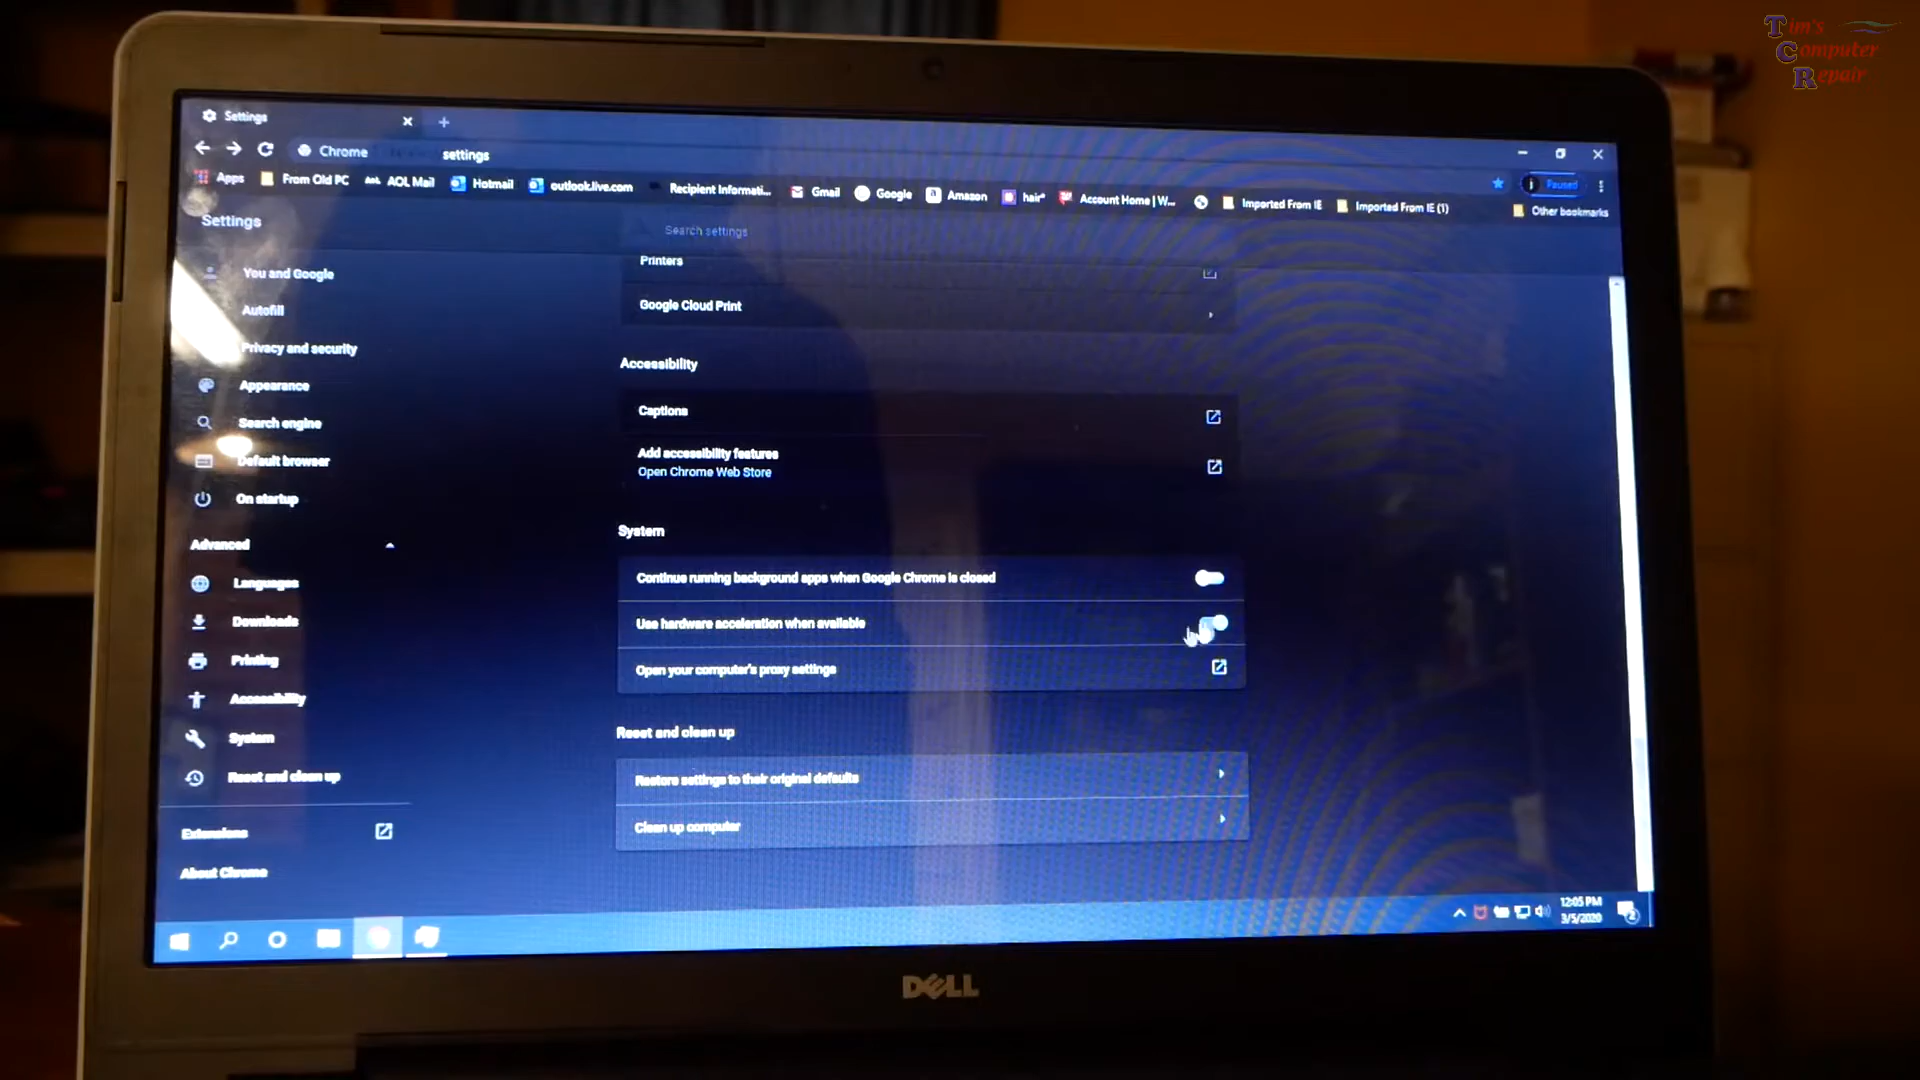 Tim's
Computer
Repair
Settings
Chrome
settings
Apps
From Old PC
AOL Mail
Hotmail
outlook.live.com
Recipient Informati...
Gmail
Google
Amazon
hair*
Account Home | W...
Imported From IE
Imported From IE (1)
Paused
Other bookmarks
Settings
Search settings
You and Google
Autofill
Privacy and security
Appearance
Search engine
Default browser
On startup
Advanced
Languages
Downloads
Printing
Accessibility
System
Reset and clean up
Extensions
About Chrome
Printers
Google Cloud Print
Accessibility
Captions
Add accessibility features
Open Chrome Web Store
System
Continue running background apps when Google Chrome is closed
Use hardware acceleration when available
Open your computer's proxy settings
Reset and clean up
Restore settings to their original defaults
Clean up computer
12:05 PM
3/5/2020
2
DELL